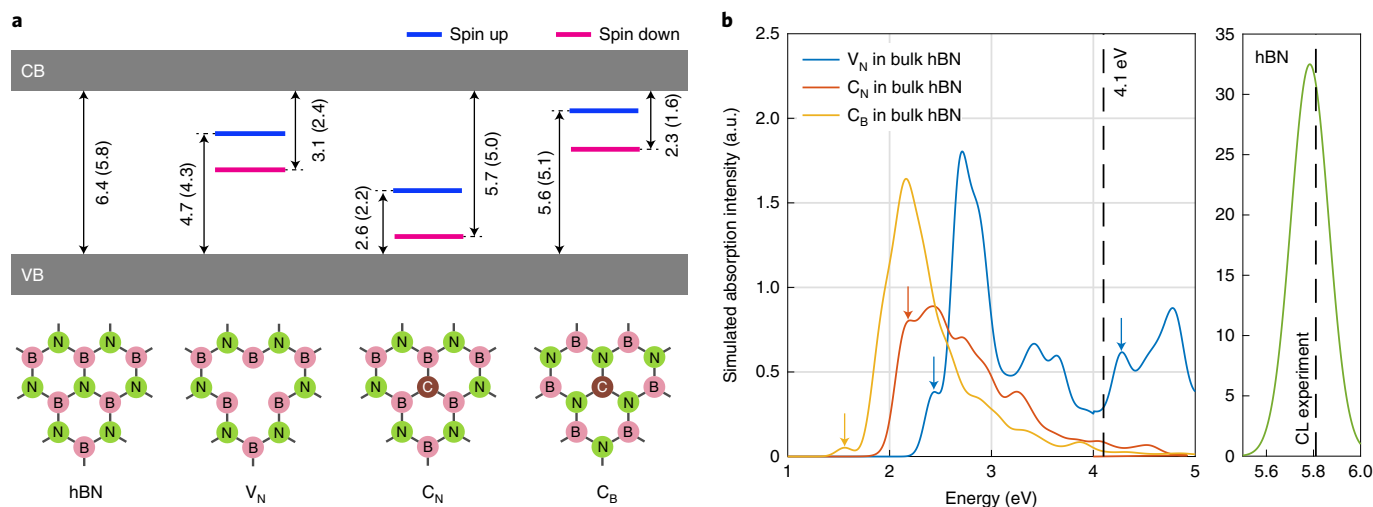 a
Spin up
Spin down
CB
6.4 (5.8)
4.7 (4.3)
3.1 (2.4)
2.6 (2.2)
5.7 (5.0)
5.6 (5.1)
2.3 (1.6)
VB
N N
B B B
N N N
B B
N N
B
hBN
N N
B B B
N N
B B
N N
B
V_N
N N
B B B
N C N
B B
N N
B
C_N
B B
N N N
B C B
N N
B B
N
C_B
b
2.5
2.0
1.5
1.0
0.5
0
Simulated absorption intensity (a.u.)
V_N in bulk hBN
C_N in bulk hBN
C_B in bulk hBN
4.1 eV
1 2 3 4 5
Energy (eV)
hBN
35
30
25
20
15
10
5
0
CL experiment
5.6 5.8 6.0